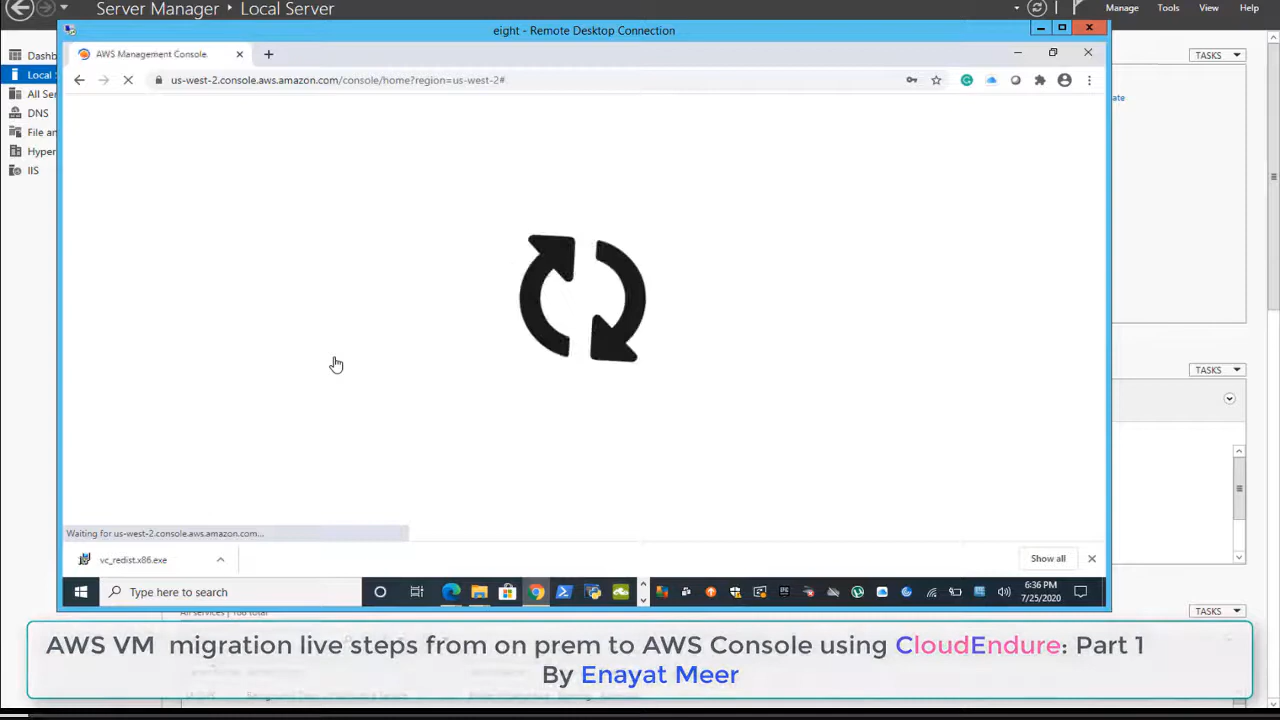 Server Manager ▸ Local Server
Manage
Tools
View
Help
eight - Remote Desktop Connection
AWS Management Console
us-west-2.console.aws.amazon.com/console/home?region=us-west-2#
Dashb
Local S
All Ser
DNS
File an
Hyper
IIS
TASKS
ate
TASKS
Waiting for us-west-2.console.aws.amazon.com...
vc_redist.x86.exe
Show all
Type here to search
6:36 PM
7/25/2020
TASKS
AWS VM migration live steps from on prem to AWS Console using CloudEndure: Part 1
By Enayat Meer